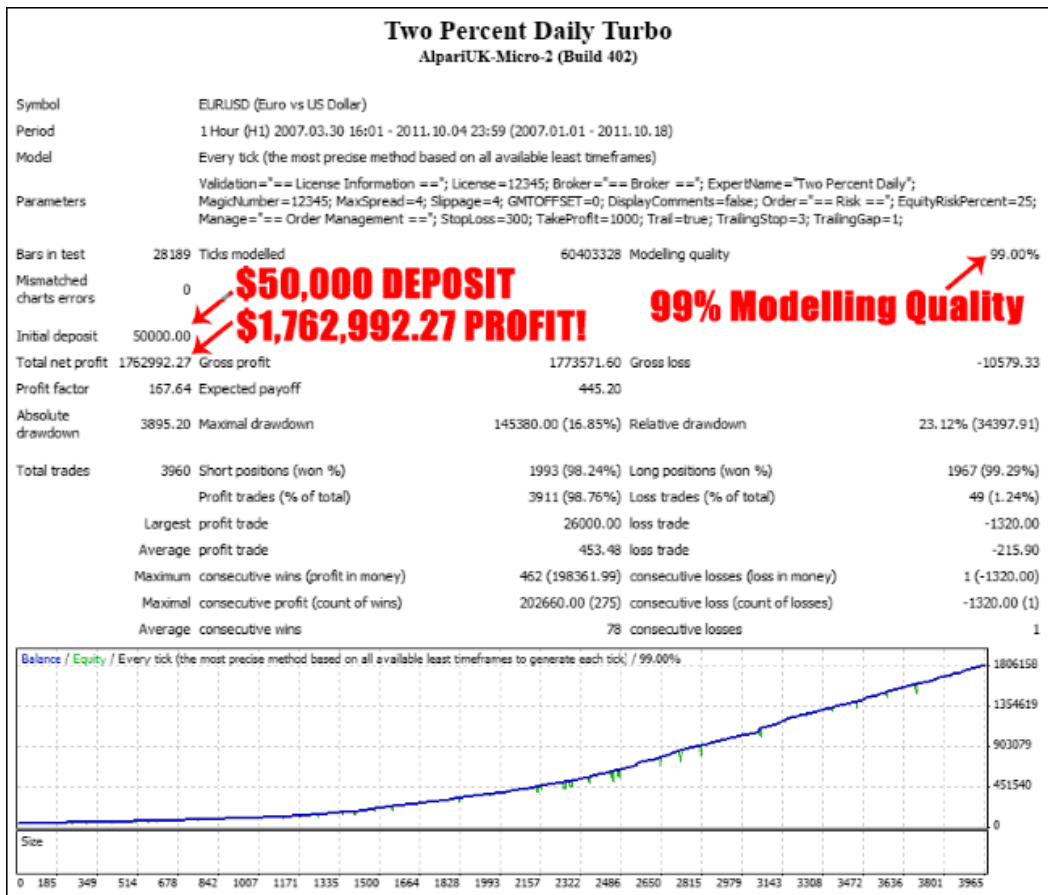 Two Percent Daily Turbo
AlpariUK-Micro-2 (Build 402)
Symbol EURUSD (Euro vs US Dollar)
Period 1 Hour (H1) 2007.03.30 16:01 - 2011.10.04 23:59 (2007.01.01 - 2011.10.18)
Model Every tick (the most precise method based on all available least timeframes)
Parameters Validation="== License Information =="; License=12345; Broker="== Broker =="; ExpertName="Two Percent Daily";
MagicNumber=12345; MaxSpread=4; Slippage=4; GMTOFFSET=0; DisplayComments=false; Order="== Risk =="; EquityRiskPercent=25;
Manage="== Order Management =="; StopLoss=300; TakeProfit=1000; Trail=true; TrailingStop=3; TrailingGap=1;
Bars in test 28189 Ticks modelled 60403328 Modelling quality 99.00%
Mismatched
charts errors 0
$50,000 DEPOSIT
99% Modelling Quality
$1,762,992.27 PROFIT!
Initial deposit 50000.00
Total net profit 1762992.27 Gross profit 1773571.60 Gross loss -10579.33
Profit factor 167.64 Expected payoff 445.20
Absolute
drawdown 3895.20 Maximal drawdown 145380.00 (16.85%) Relative drawdown 23.12% (34397.91)
Total trades 3960 Short positions (won %) 1993 (98.24%) Long positions (won %) 1967 (99.29%)
Profit trades (% of total) 3911 (98.76%) Loss trades (% of total) 49 (1.24%)
Largest profit trade 26000.00 loss trade -1320.00
Average profit trade 453.48 loss trade -215.90
Maximum consecutive wins (profit in money) 462 (198361.99) consecutive losses (loss in money) 1 (-1320.00)
Maximal consecutive profit (count of wins) 202660.00 (275) consecutive loss (count of losses) -1320.00 (1)
Average consecutive wins 78 consecutive losses 1
Balance / Equity / Every tick (the most precise method based on all available least timeframes to generate each tick) / 99.00%
1806158
1354619
903079
451540
0
Size
0 185 349 514 678 842 1007 1171 1335 1500 1664 1828 1993 2157 2322 2486 2650 2815 2979 3143 3308 3472 3636 3801 3965